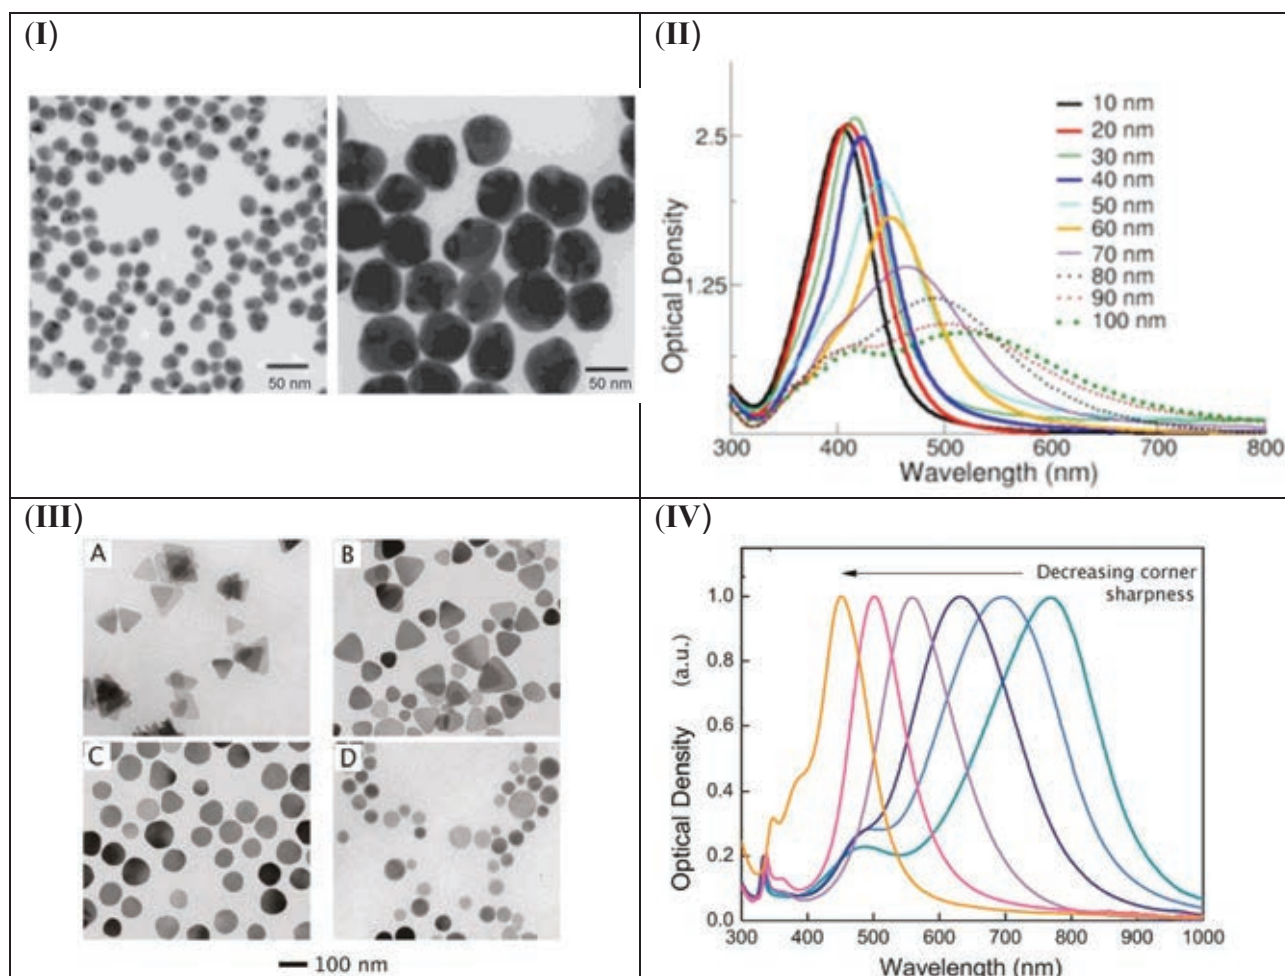 (I)
50 nm
50 nm
(II)
2.5
1.25
Optical Density
10 nm
20 nm
30 nm
40 nm
50 nm
60 nm
70 nm
80 nm
90 nm
100 nm
300 400 500 600 700 800
Wavelength (nm)
(III)
A
B
C
D
100 nm
(IV)
Decreasing corner
sharpness
1.0
0.8
0.6
0.4
0.2
0.0
Optical Density (a.u.)
300 400 500 600 700 800 900 1000
Wavelength (nm)